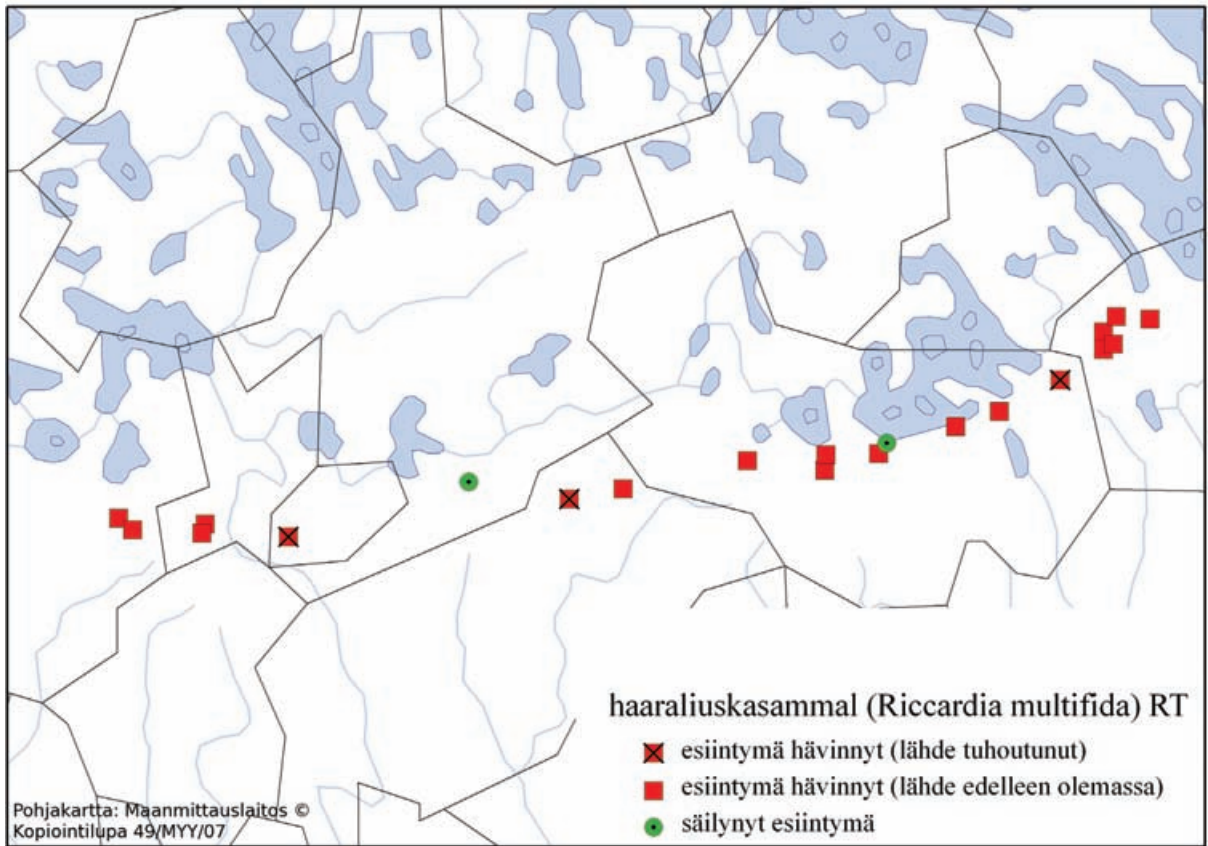 haaraliuskasammal (Riccardia multifida) RT
esiintymä hävinnyt (lähde tuhoutunut)
esiintymä hävinnyt (lähde edelleen olemassa)
säilynyt esiintymä
Pohjakartta: Maanmittauslaitos ©
Kopiointilupa 49/MYY/07